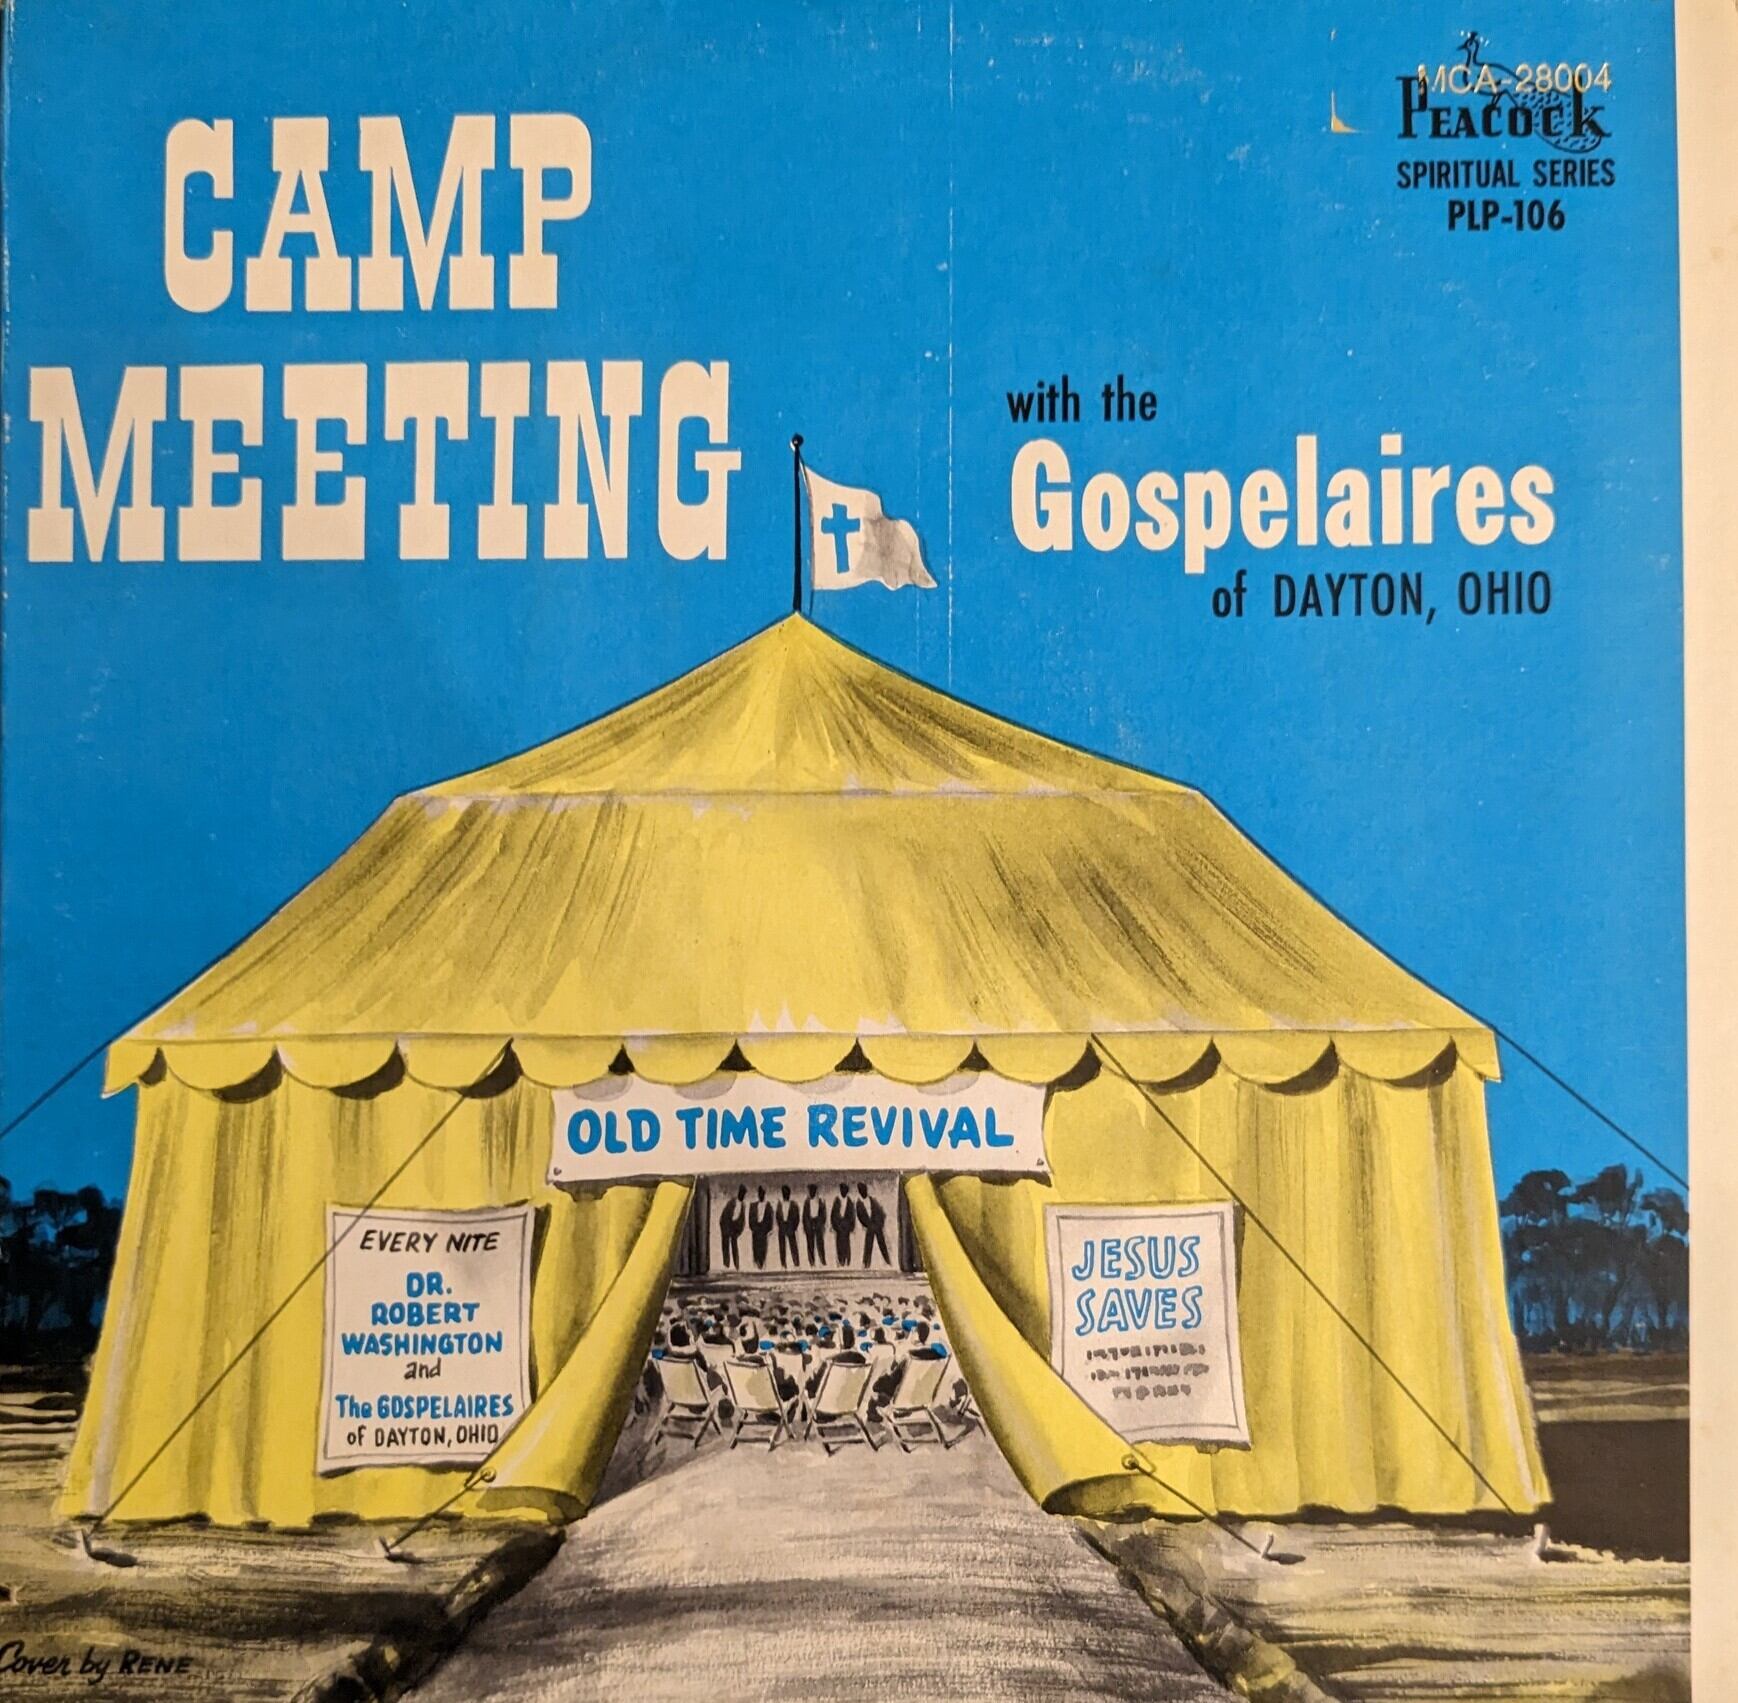 CAMP
MEETING
MCA-28004
PEACOCK
SPIRITUAL SERIES
PLP-106
with the
Gospelaires
of DAYTON, OHIO
OLD TIME REVIVAL
EVERY NITE
DR.
ROBERT
WASHINGTON
and
The GOSPELAIRES
of DAYTON, OHIO
JESUS
SAVES
Cover by RENE